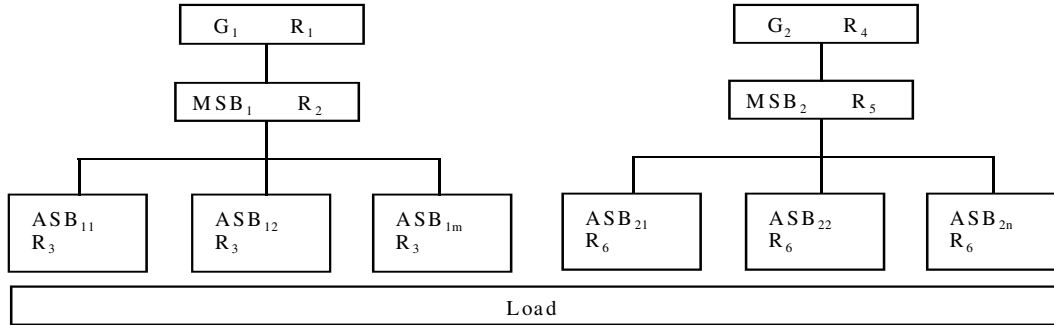 G₁ R₁ G₂ R₄
MSB₁ R₂ MSB₂ R₅
ASB₁₁ ASB₁₂ ASB₁ₘ ASB₂₁ ASB₂₂ ASB₂ₙ
R₃ R₃ R₃ R₆ R₆ R₆
Load